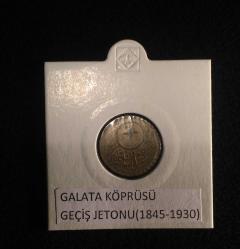 GALATA KÖPRÜSÜ
GEÇİŞ JETONU(1845-1930)